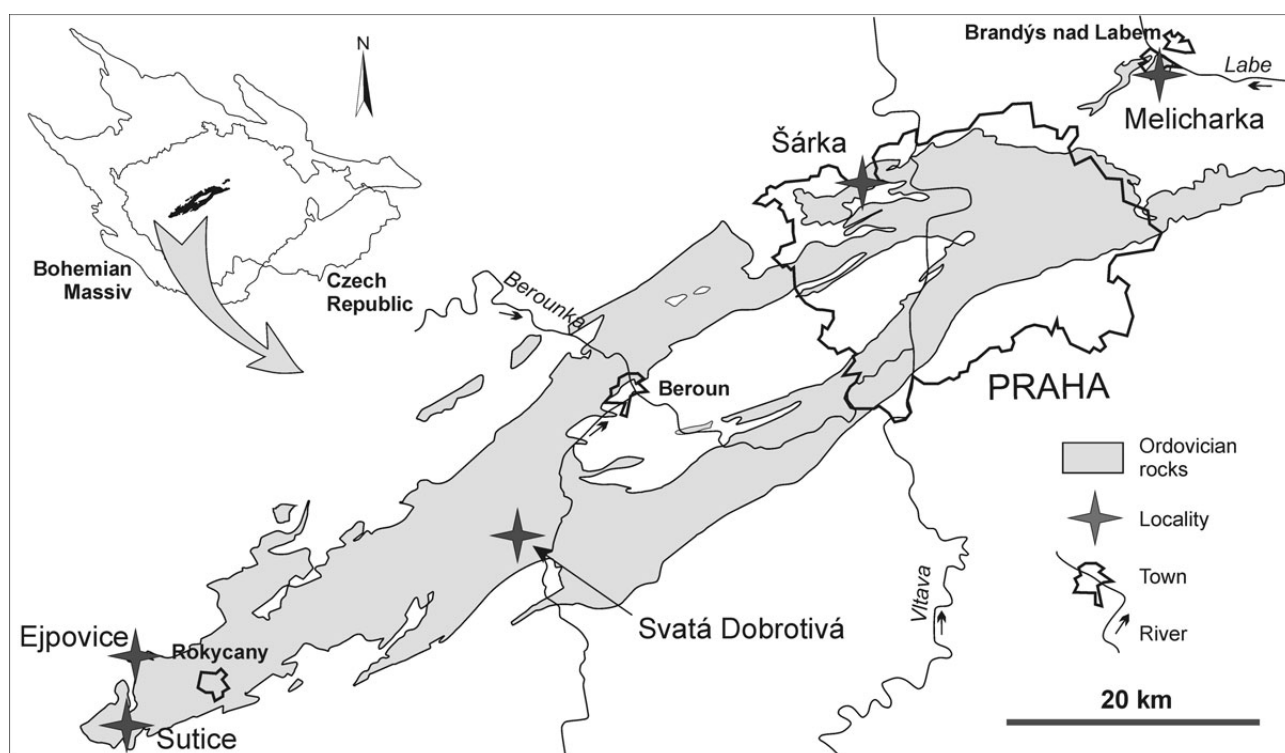 N
Bohemian
Massiv
Czech
Republic
Brandýs nad Labem
Labe
Melicharka
Šárka
Berounka
Beroun
PRAHA
Ordovician
rocks
Locality
Town
River
Vltava
Svatá Dobrotivá
Ejpovice
Rokycany
Sutice
20 km